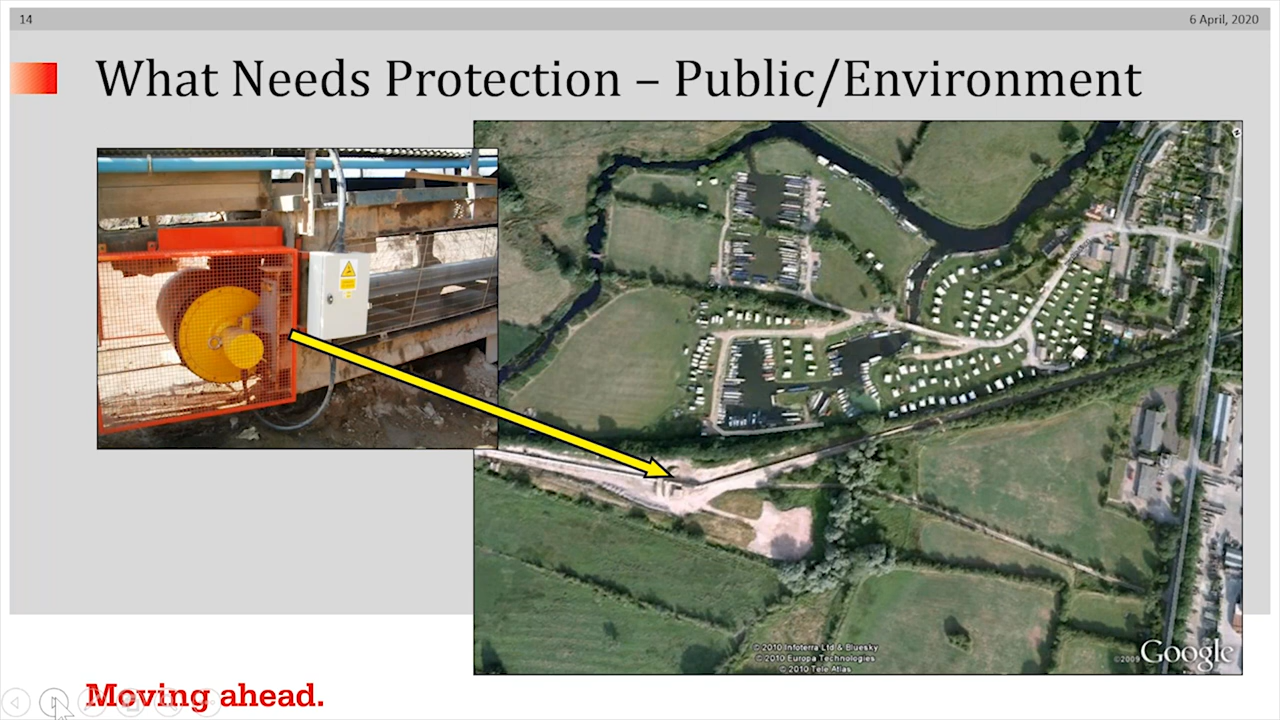 14
6 April, 2020
What Needs Protection – Public/Environment
© 2010 Infoterra Ltd & Bluesky
© 2010 Europa Technologies
© 2010 Tele Atlas
©2009 Google
Moving ahead.